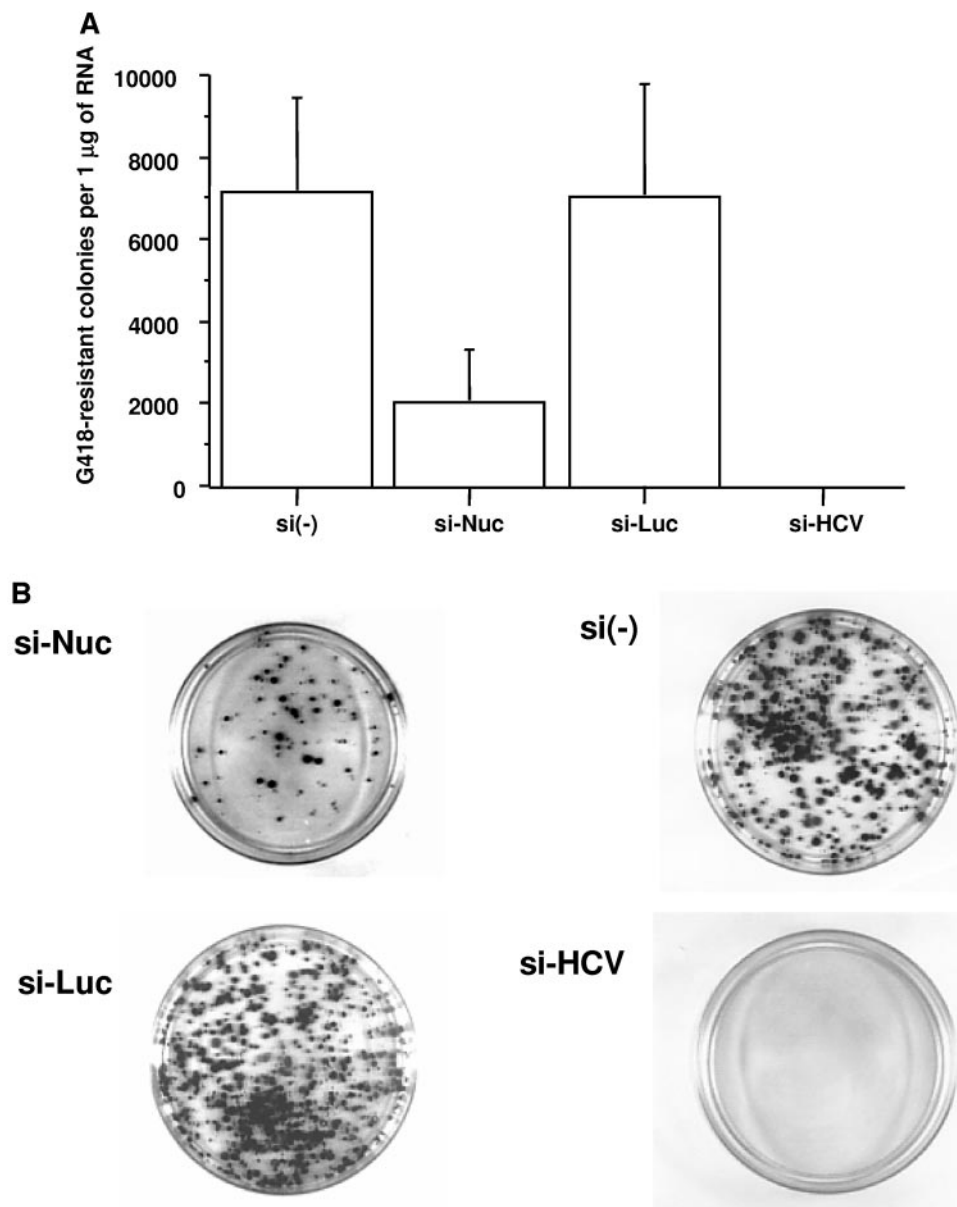 A
G418-resistant colonies per 1 μg of RNA
10000
8000
6000
4000
2000
0
si(-)
si-Nuc
si-Luc
si-HCV
B
si-Nuc
si(-)
si-Luc
si-HCV